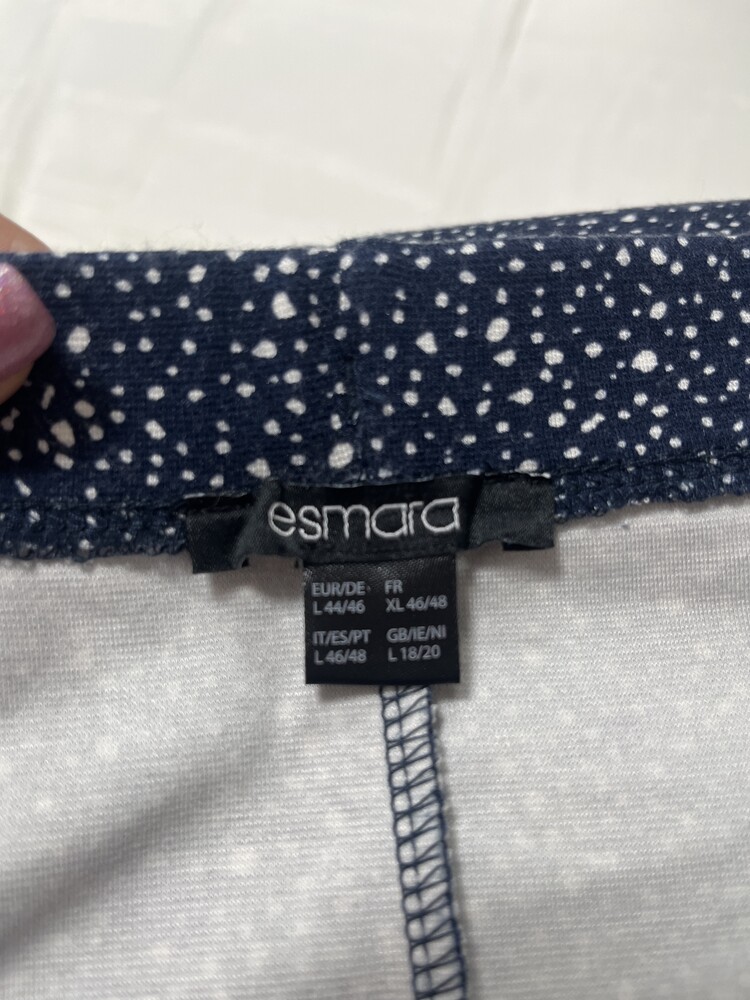 esmara
EUR/DE FR
L 44/46 XL 46/48
IT/ES/PT GB/IE/NI
L 46/48 L 18/20